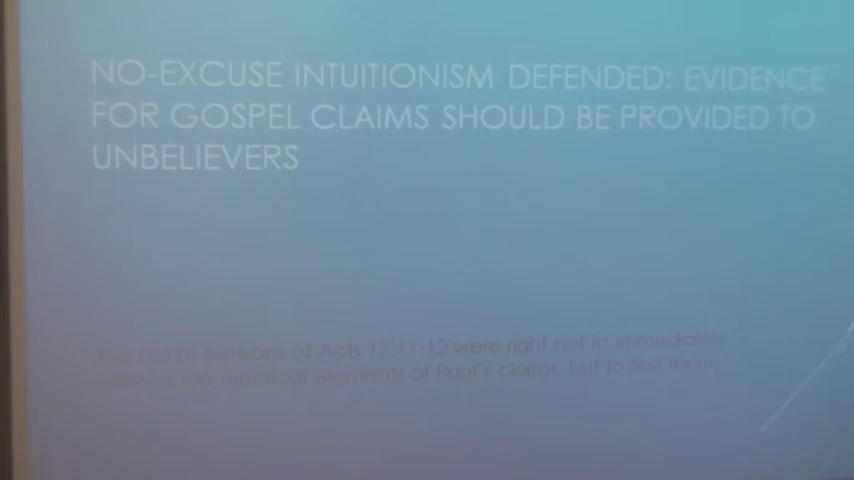 NO-EXCUSE INTUITIONISM DEFENDED: EVIDENCE
FOR GOSPEL CLAIMS SHOULD BE PROVIDED TO
UNBELIEVERS
Bereans of Acts 17:11-12 were right not to immediately
elements of Paul's claims, but to test them